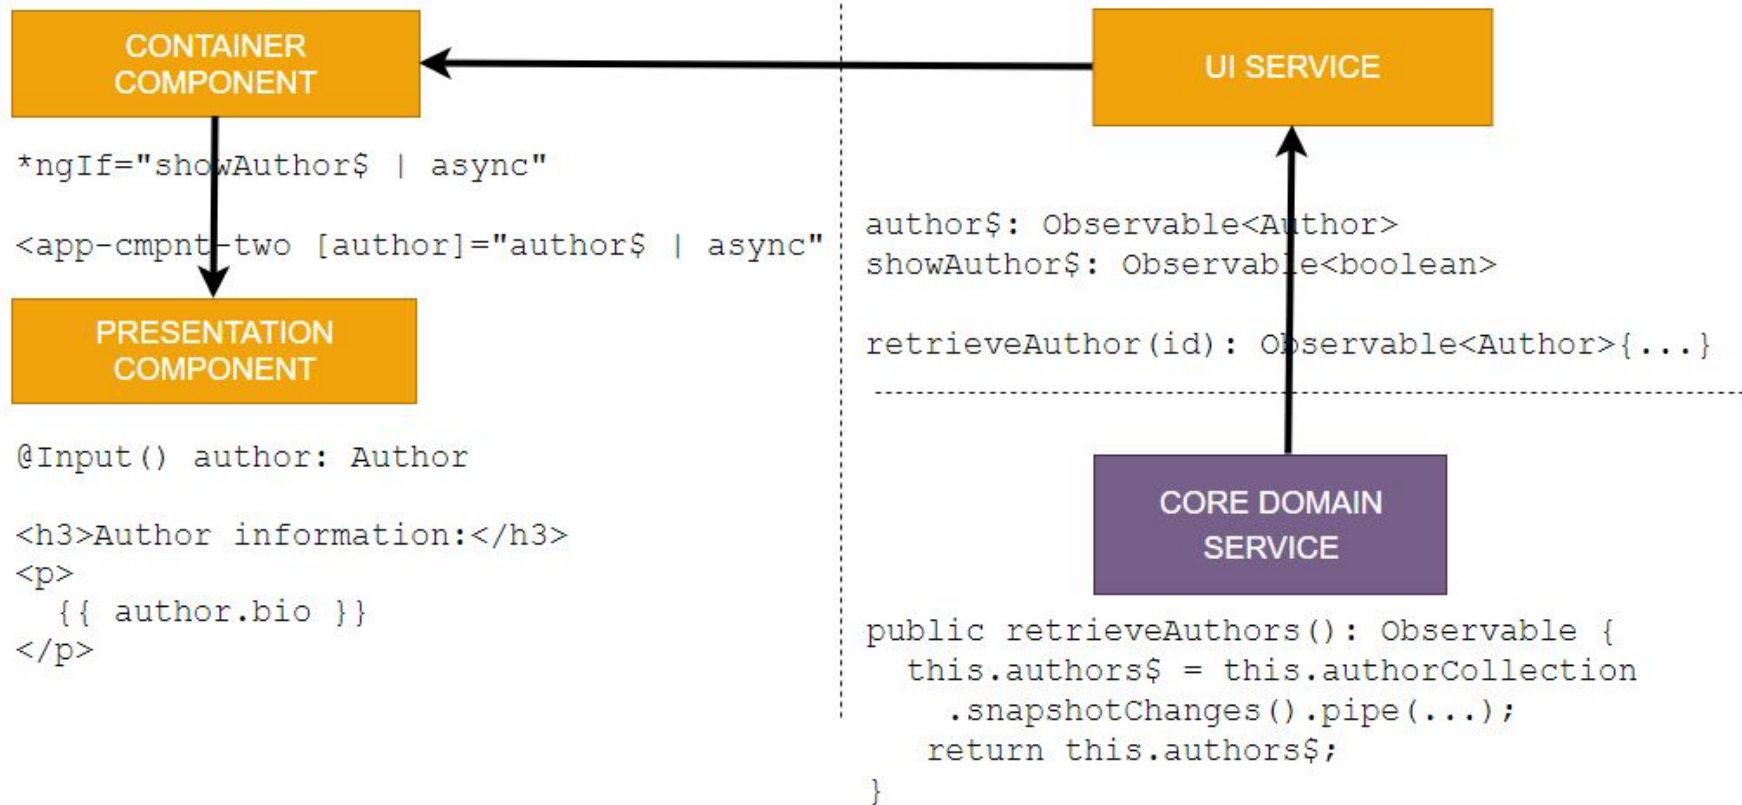 CONTAINER
COMPONENT
*ngIf="showAuthor$ | async"
<app-cmpnt-two [author]="author$ | async"
PRESENTATION
COMPONENT
@Input() author: Author
<h3>Author information:</h3>
<p>
{{ author.bio }}
</p>
UI SERVICE
author$: Observable<Author>
showAuthor$: Observable<boolean>
retrieveAuthor(id): Observable<Author>{...}
CORE DOMAIN
SERVICE
public retrieveAuthors(): Observable {
this.authors$ = this.authorCollection
.snapshotChanges().pipe(...);
return this.authors$;
}